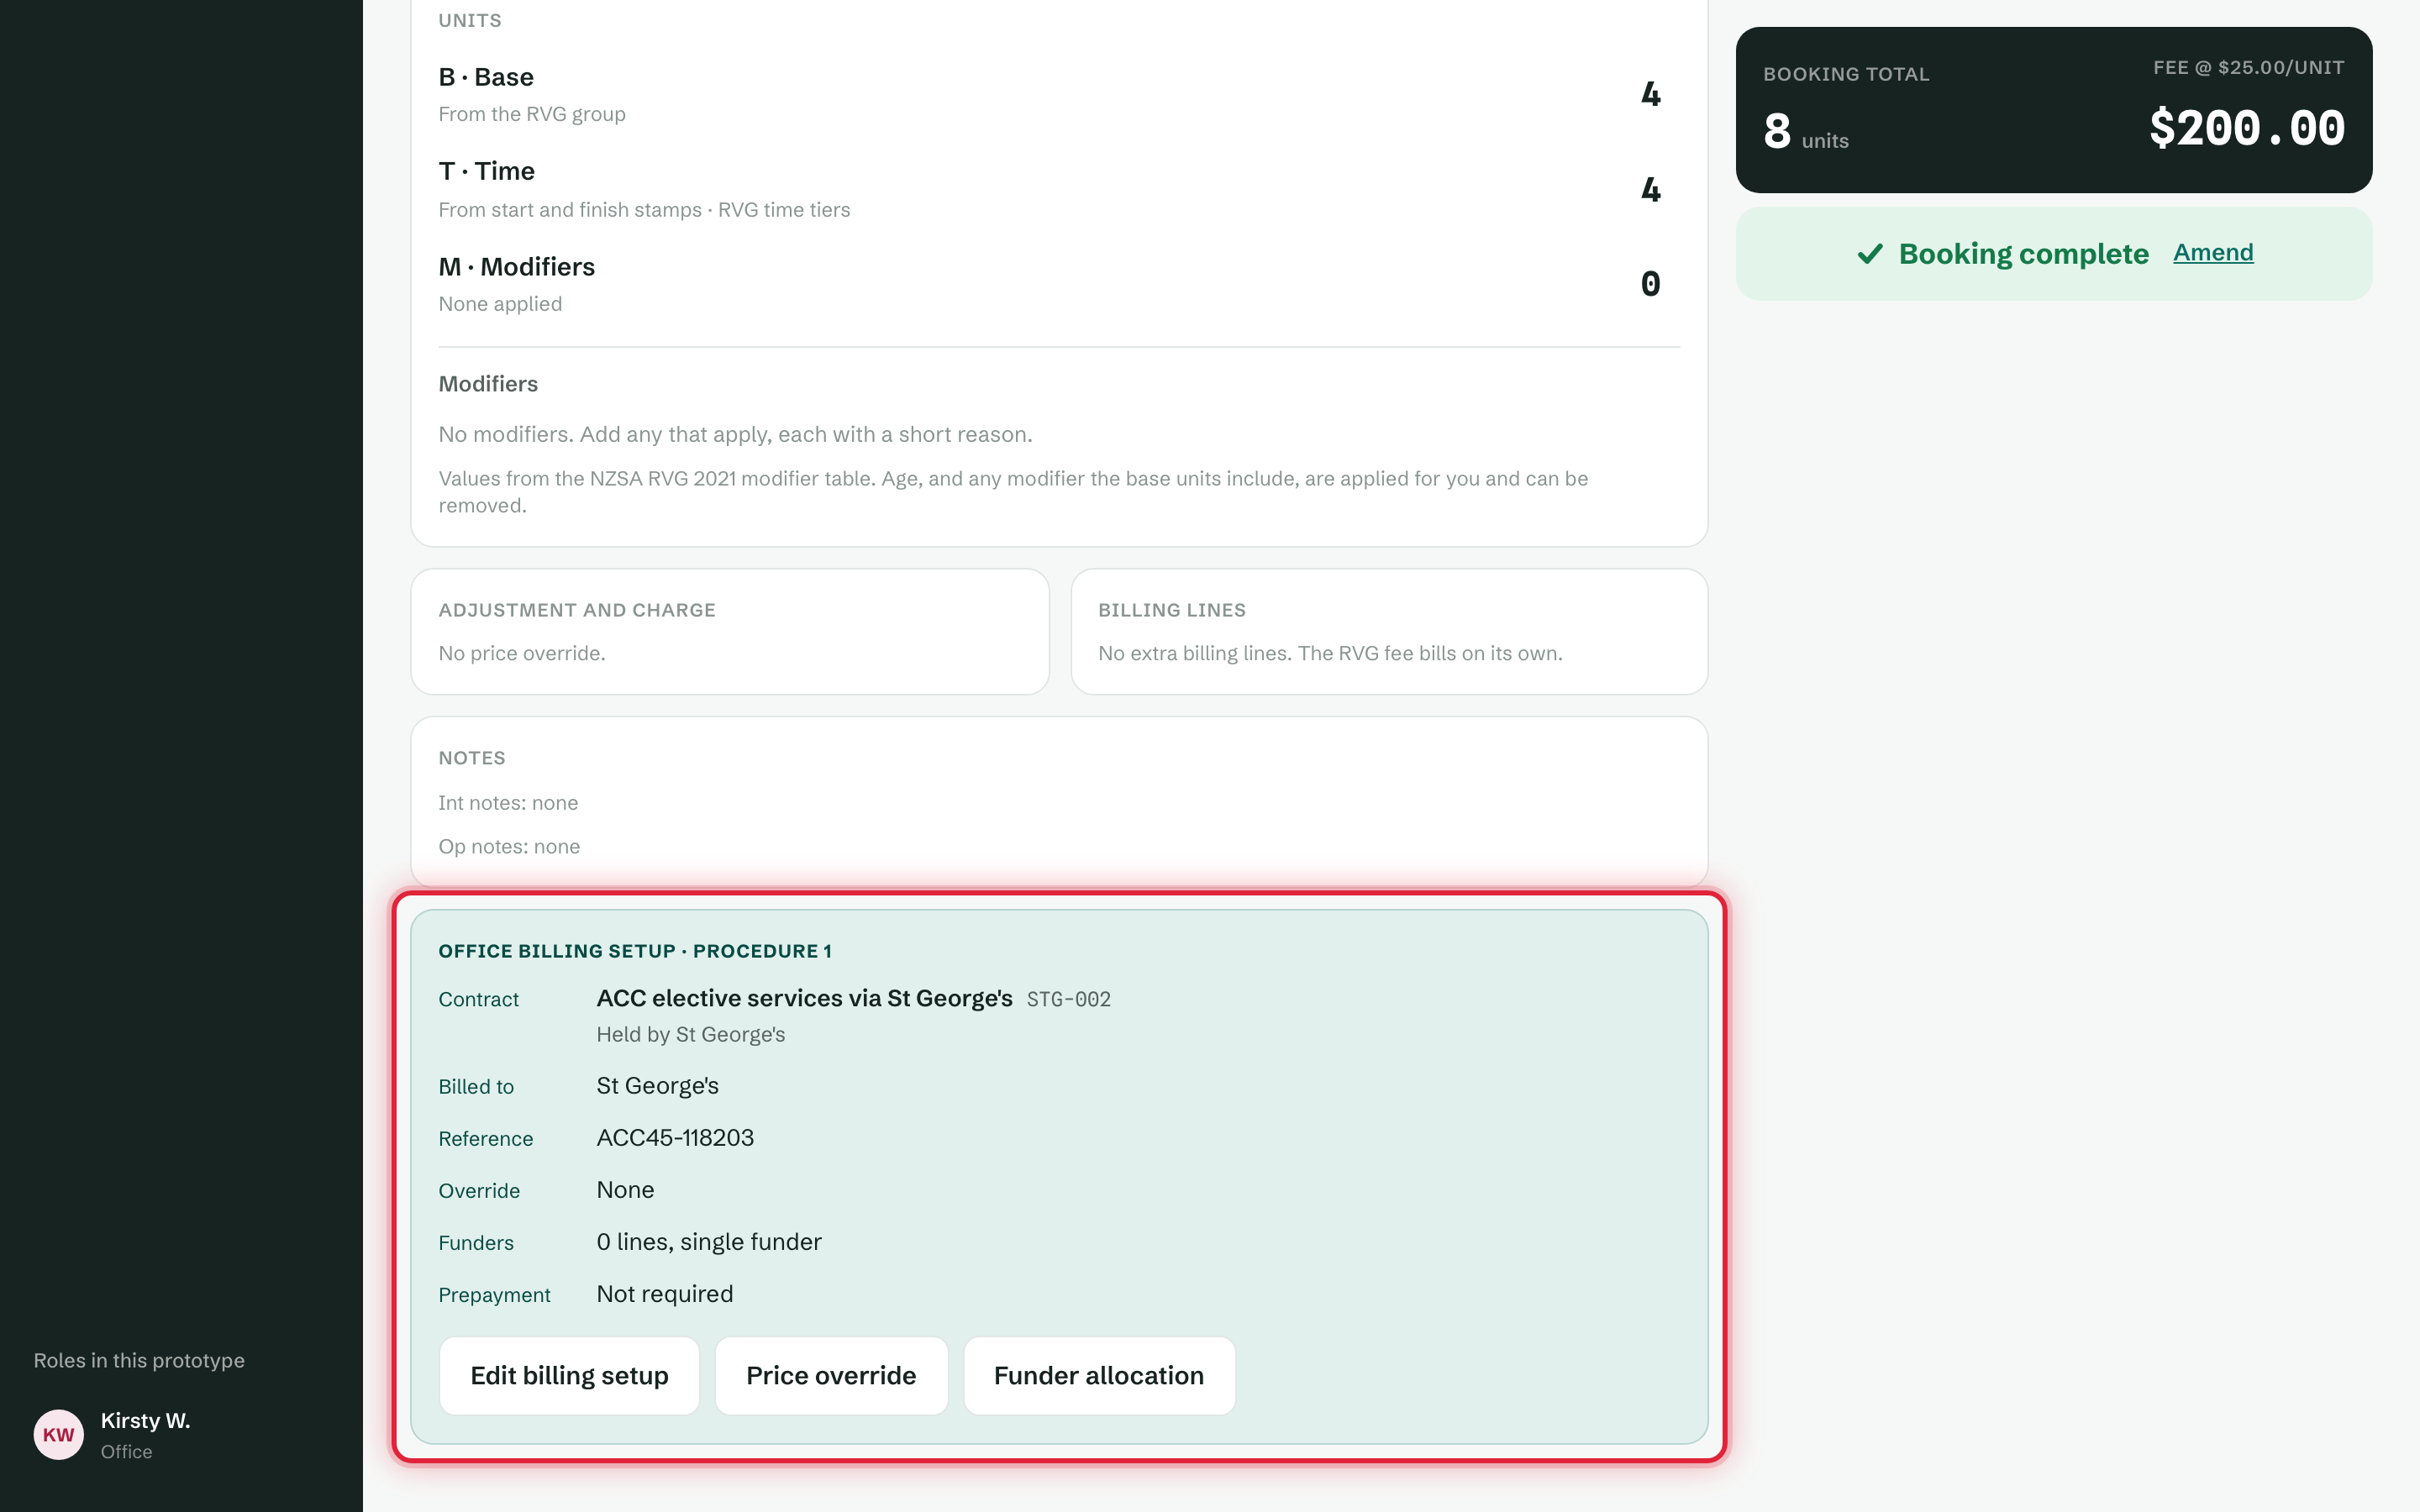 UNITS
B · Base
From the RVG group
4
T · Time
From start and finish stamps · RVG time tiers
4
M · Modifiers
None applied
0
Modifiers
No modifiers. Add any that apply, each with a short reason.
Values from the NZSA RVG 2021 modifier table. Age, and any modifier the base units include, are applied for you and can be
removed.
ADJUSTMENT AND CHARGE
No price override.
BILLING LINES
No extra billing lines. The RVG fee bills on its own.
NOTES
Int notes: none
Op notes: none
OFFICE BILLING SETUP · PROCEDURE 1
Contract ACC elective services via St George's STG-002
Held by St George's
Billed to St George's
Reference ACC45-118203
Override None
Funders 0 lines, single funder
Prepayment Not required
Edit billing setup
Price override
Funder allocation
BOOKING TOTAL
8 units
FEE @ $25.00/UNIT
$200.00
Booking complete Amend
Roles in this prototype
KW
Kirsty W.
Office